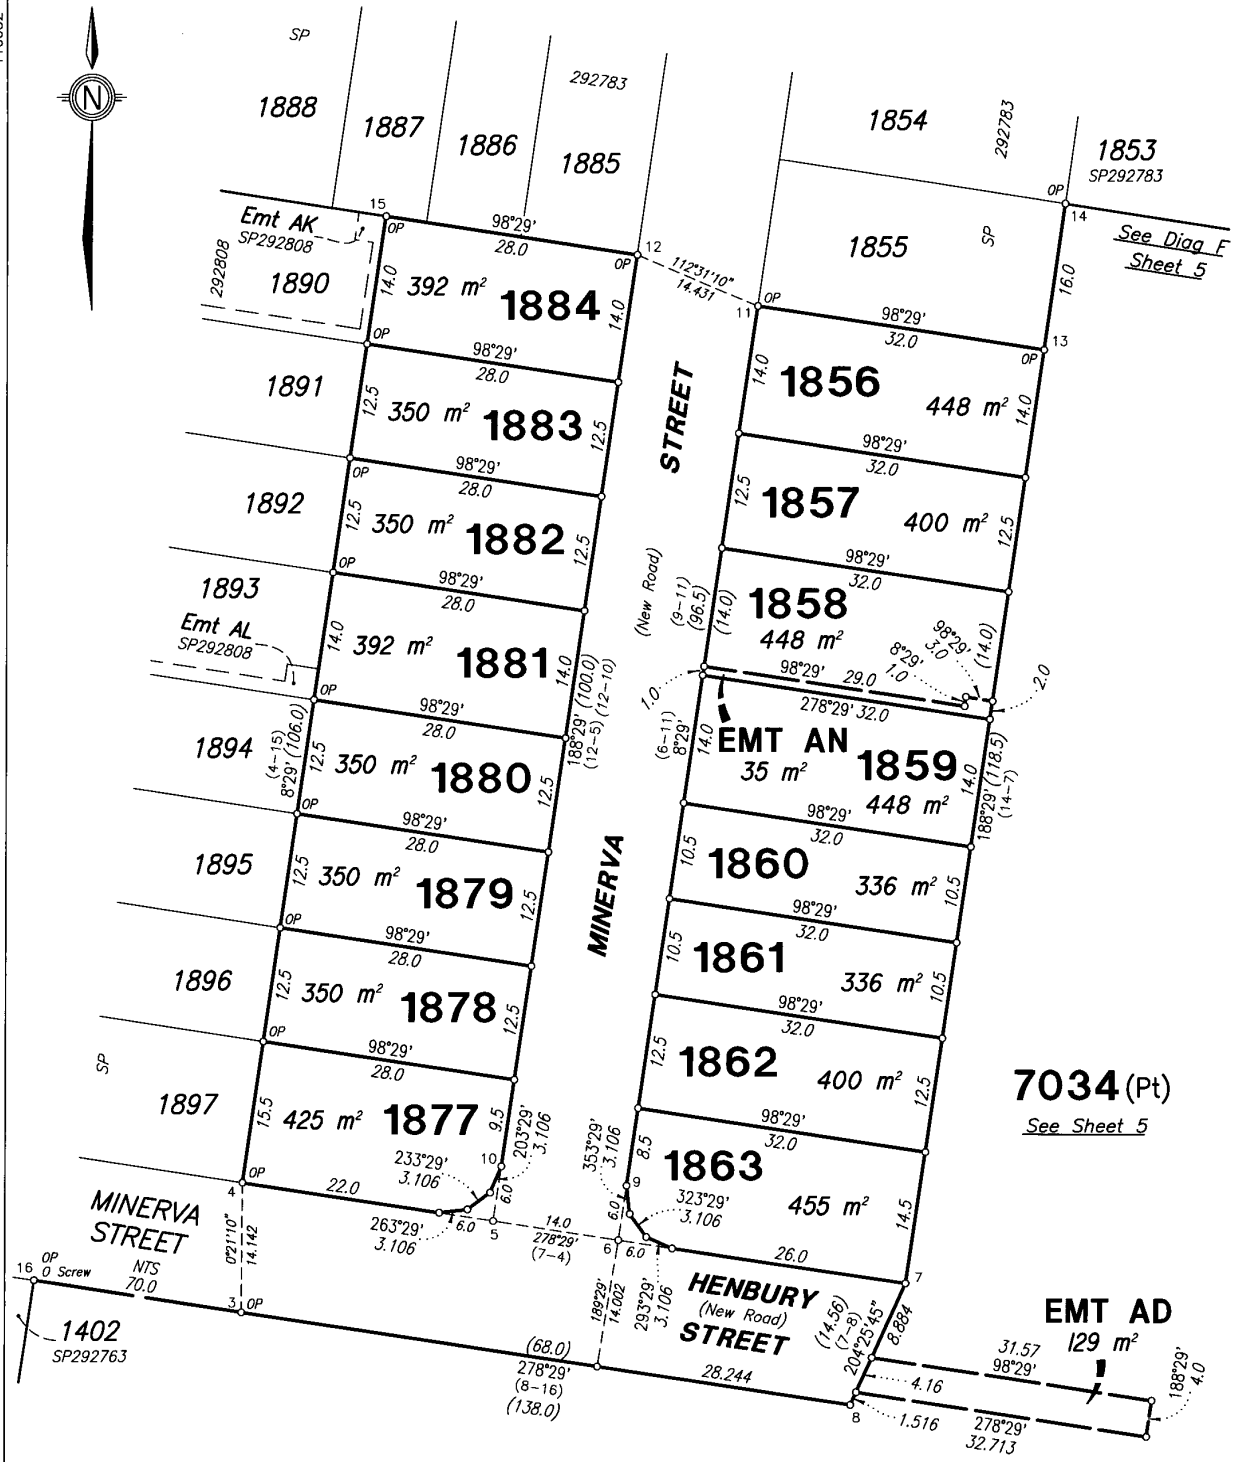 N
SP
1888
1887
1886
292783
1885
1854
292783
1853
SP292783
OP
14
See Diag F
Sheet 5
1855
SP
16.0
15
OP
98°29'
28.0
12
OP
Emt AK
SP292808
292808
1890
14.0
392 m²
1884
14.0
112°31'10"
14.431
11
OP
98°29'
32.0
13
OP
OP
98°29'
28.0
14.0
1856
448 m²
14.0
STREET
1891
12.5
350 m²
1883
12.5
98°29'
32.0
OP
98°29'
28.0
12.5
1857
400 m²
12.5
1892
12.5
350 m²
1882
12.5
98°29'
32.0
(New Road)
(9-11)
(96.5)
(14.0)
1858
448 m²
98°29'
3.0
(14.0)
8°29'
1.0
2.0
OP
98°29'
28.0
1893
Emt AL
SP292808
14.0
392 m²
1881
14.0
188°29' (100.0)
(12-5) (12-10)
1.0
98°29'
29.0
278°29' 32.0
(6-11)
8°29'
14.0
EMT AN
35 m²
1859
448 m²
14.0
188°29' (118.5)
(14-7)
OP
98°29'
28.0
1894
(4-15)
8°29' (106.0)
12.5
350 m²
1880
12.5
98°29'
32.0
OP
98°29'
28.0
10.5
1860
336 m²
10.5
MINERVA
1895
12.5
350 m²
1879
12.5
98°29'
32.0
OP
98°29'
28.0
10.5
1861
336 m²
10.5
1896
12.5
350 m²
1878
12.5
98°29'
32.0
OP
98°29'
28.0
12.5
1862
400 m²
12.5
7034 (Pt)
See Sheet 5
SP
1897
15.5
425 m²
1877
9.5
203°29'
3.106
98°29'
32.0
353°29'
3.106
8.5
1863
455 m²
14.5
10
233°29'
3.106
6.0
9
323°29'
3.106
6.0
4
OP
22.0
263°29'
3.106
6.0
5
14.0
278°29'
(7-4)
6
6.0
293°29'
3.106
26.0
7
MINERVA
STREET
0°21'10"
14.142
189°29'
14.002
HENBURY
(New Road)
STREET
(14.56)
(7-8)
204°25'45"
8.884
16
OP
O Screw
NTS
70.0
3
OP
1402
SP292763
(68.0)
278°29'
(8-16)
(138.0)
28.244
8
EMT AD
129 m²
31.57
98°29'
188°29'
4.0
4.16
1.516
278°29'
32.713